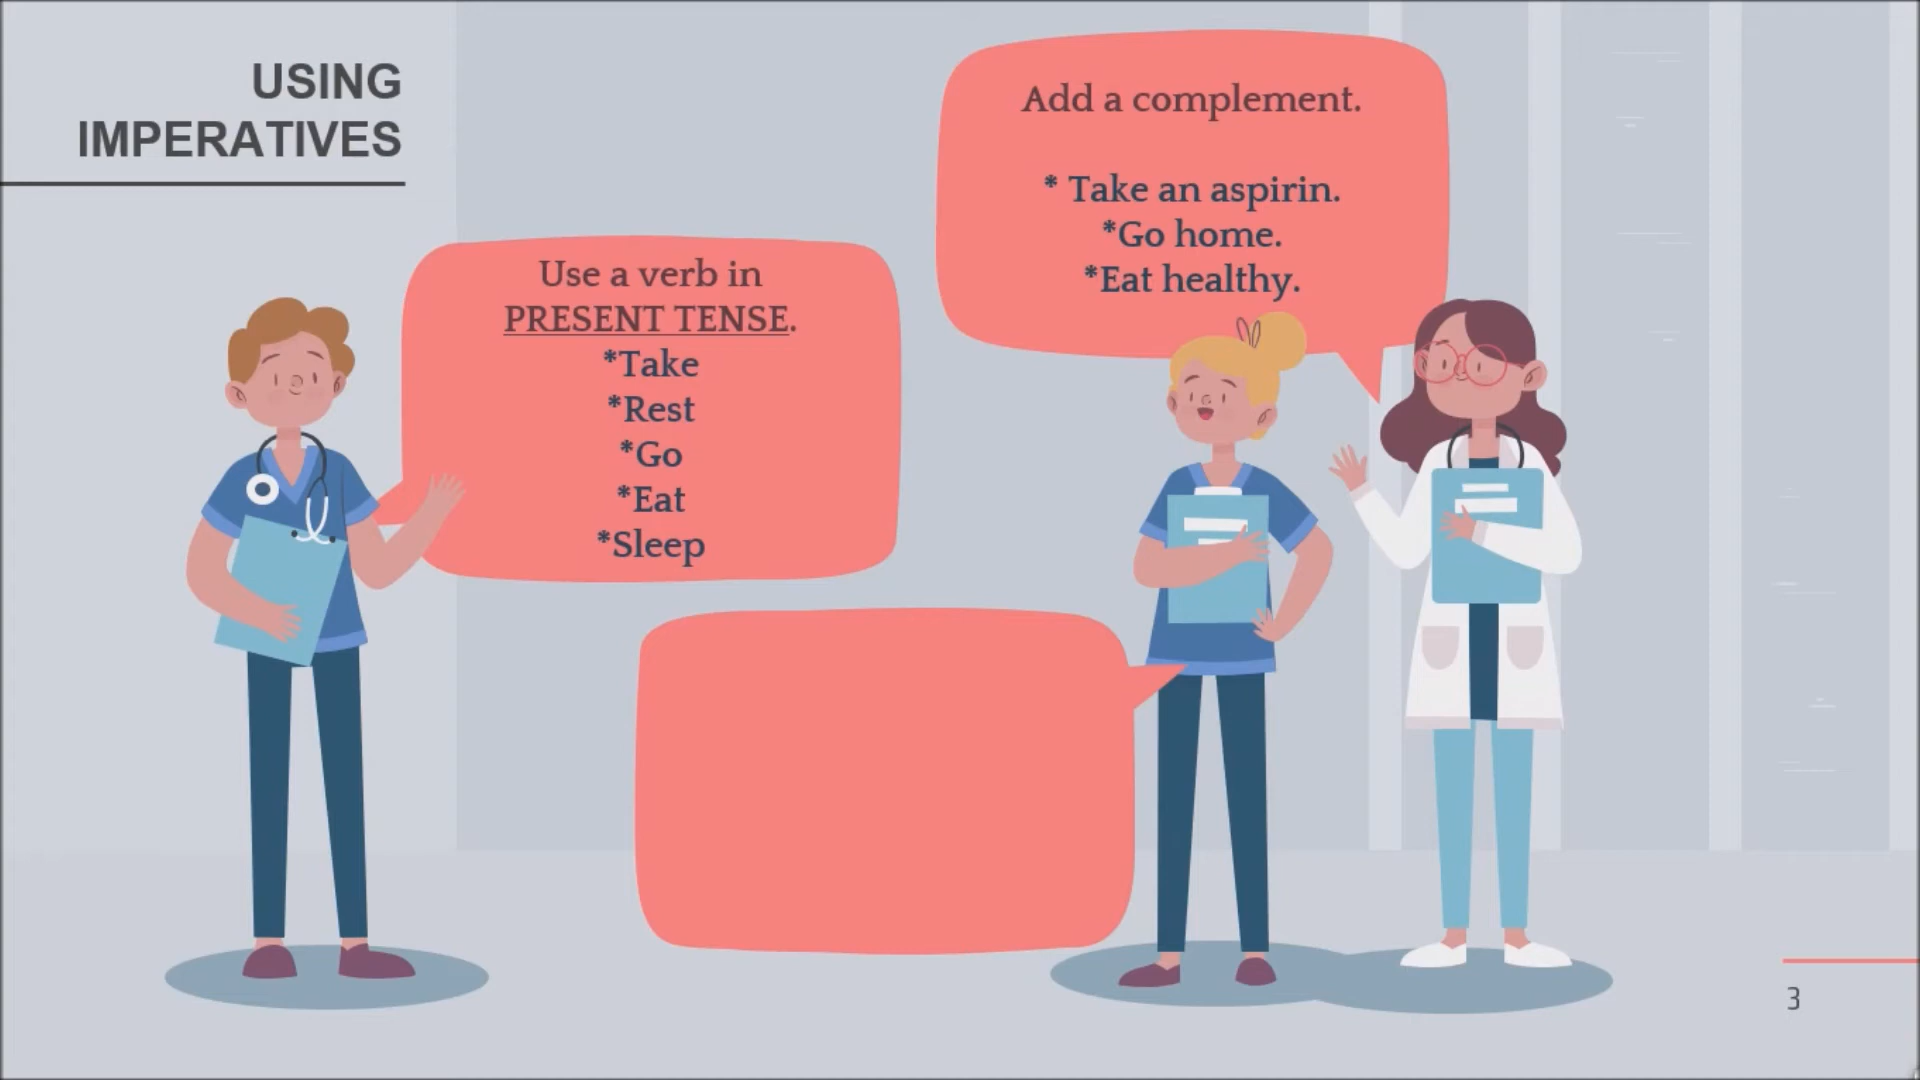 USING
IMPERATIVES
Use a verb in
PRESENT TENSE.
*Take
*Rest
*Go
*Eat
*Sleep
Add a complement.
* Take an aspirin.
*Go home.
*Eat healthy.
3